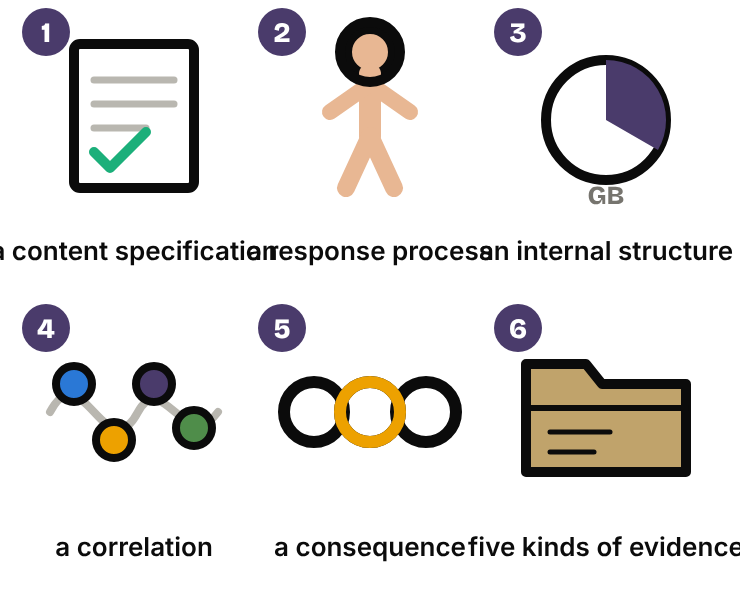 1
2
3
GB
a content specification
a response process
an internal structure
4
5
6
a correlation
a consequence
five kinds of evidence